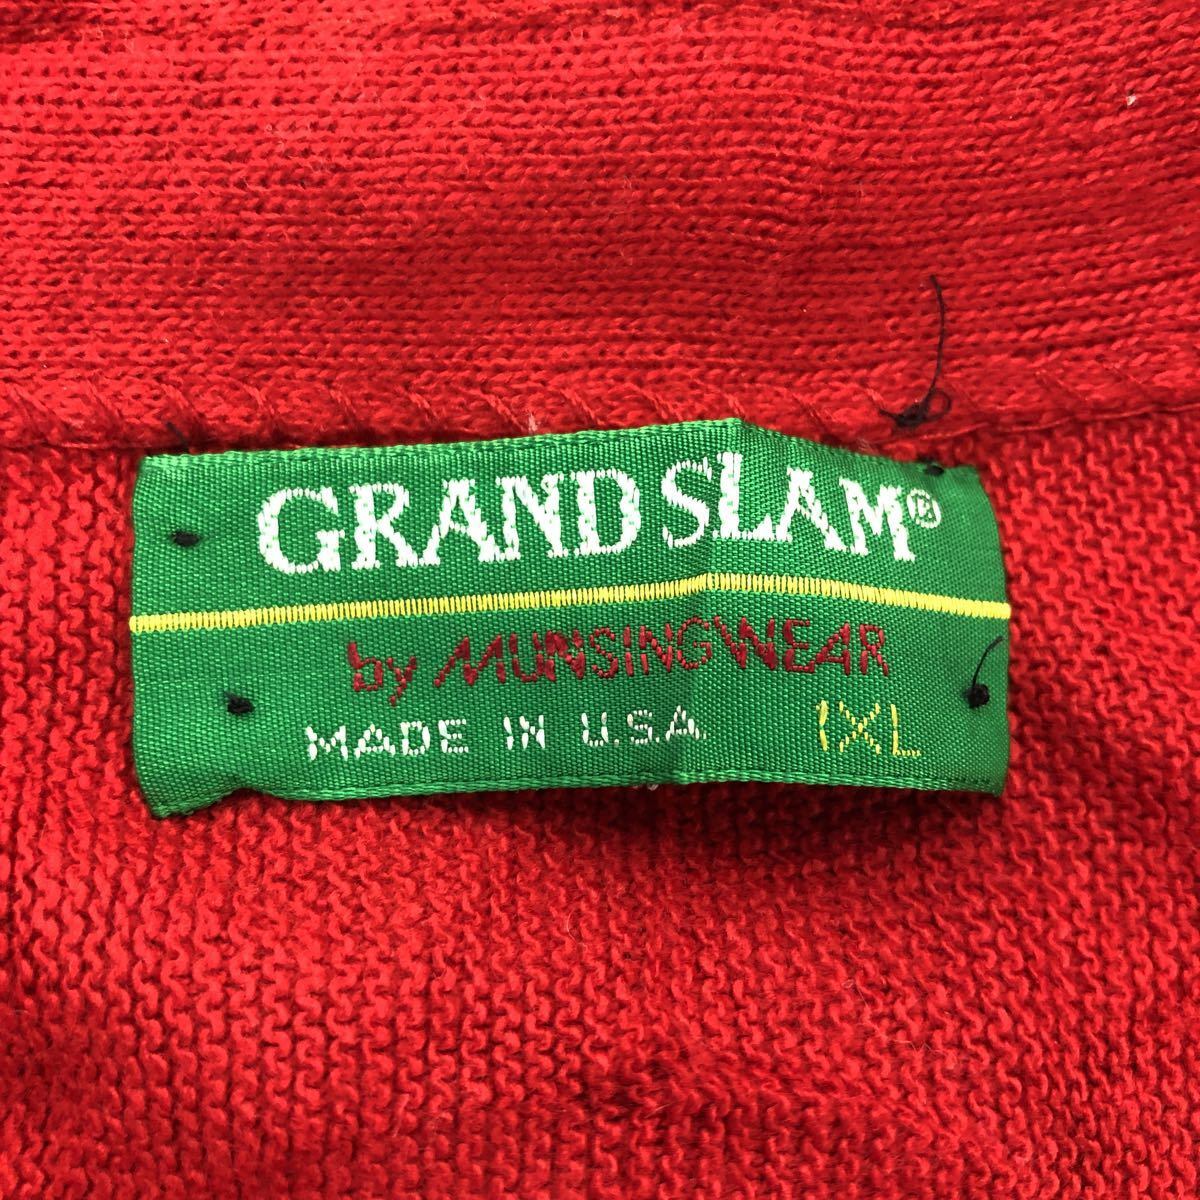 GRAND SLAM®
by MUNSINGWEAR
MADE IN U.S.A. 1XL